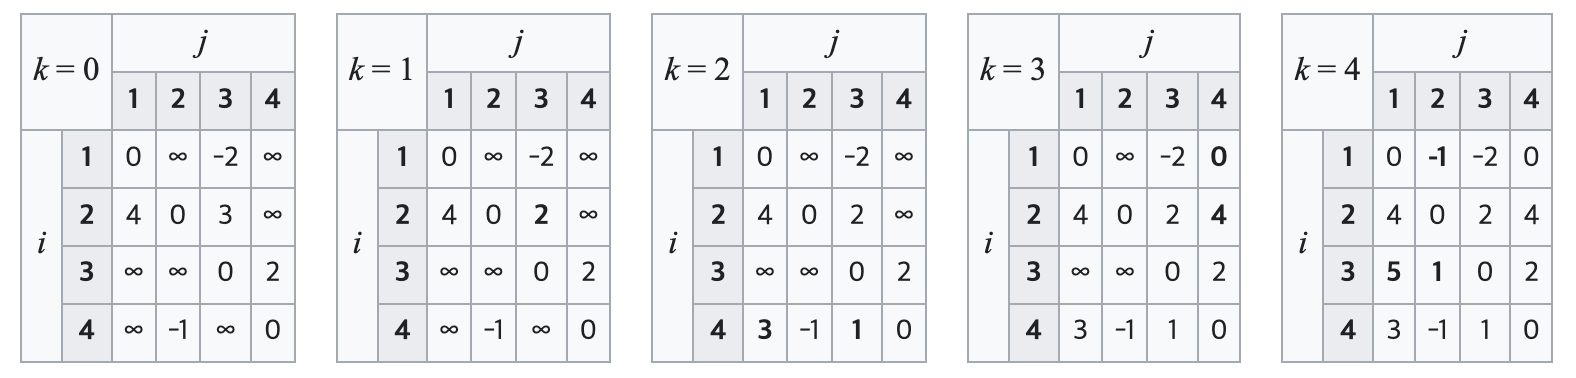 k = 0 j
1 2 3 4
i 1 0 ∞ -2 ∞
2 4 0 3 ∞
3 ∞ ∞ 0 2
4 ∞ -1 ∞ 0
k = 1 j
1 2 3 4
i 1 0 ∞ -2 ∞
2 4 0 2 ∞
3 ∞ ∞ 0 2
4 ∞ -1 ∞ 0
k = 2 j
1 2 3 4
i 1 0 ∞ -2 ∞
2 4 0 2 ∞
3 ∞ ∞ 0 2
4 3 -1 1 0
k = 3 j
1 2 3 4
i 1 0 ∞ -2 0
2 4 0 2 4
3 ∞ ∞ 0 2
4 3 -1 1 0
k = 4 j
1 2 3 4
i 1 0 -1 -2 0
2 4 0 2 4
3 5 1 0 2
4 3 -1 1 0